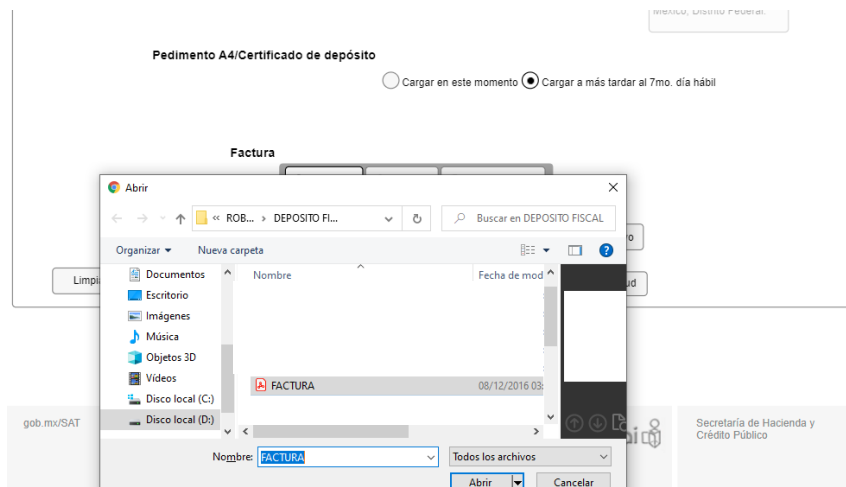 México, Distrito Federal.
Pedimento A4/Certificado de depósito
Cargar en este momento Cargar a más tardar al 7mo. día hábil
Factura
Abrir
« ROB... › DEPOSITO FI...
Buscar en DEPOSITO FISCAL
Organizar Nueva carpeta
Documentos
Nombre Fecha de mod
Limpi
Escritorio
Imágenes
Música
Objetos 3D
Vídeos
FACTURA 08/12/2016 03:
Disco local (C:)
Disco local (D:)
gob.mx/SAT
Secretaría de Hacienda y
Crédito Público
Nombre: FACTURA Todos los archivos
Abrir Cancelar